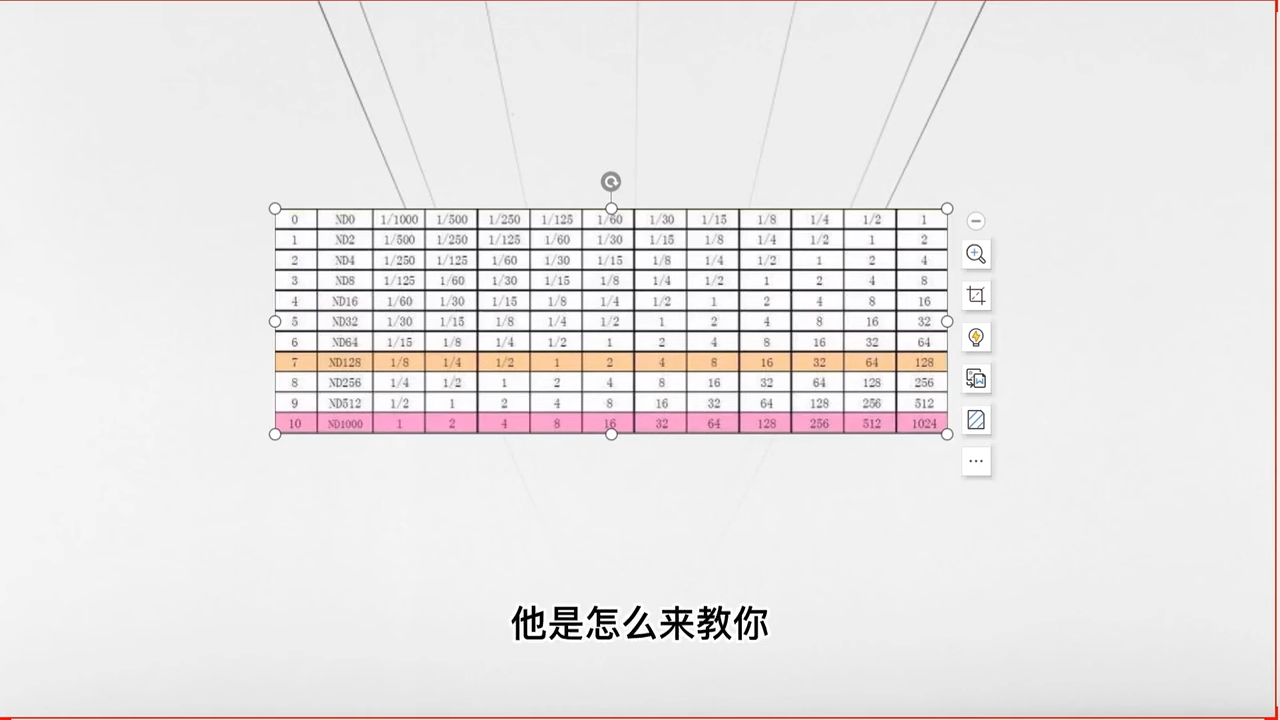 0 ND0 1/1000 1/500 1/250 1/125 1/60 1/30 1/15 1/8 1/4 1/2 1
1 ND2 1/500 1/250 1/125 1/60 1/30 1/15 1/8 1/4 1/2 1 2
2 ND4 1/250 1/125 1/60 1/30 1/15 1/8 1/4 1/2 1 2 4
3 ND8 1/125 1/60 1/30 1/15 1/8 1/4 1/2 1 2 4 8
4 ND16 1/60 1/30 1/15 1/8 1/4 1/2 1 2 4 8 16
5 ND32 1/30 1/15 1/8 1/4 1/2 1 2 4 8 16 32
6 ND64 1/15 1/8 1/4 1/2 1 2 4 8 16 32 64
7 ND128 1/8 1/4 1/2 1 2 4 8 16 32 64 128
8 ND256 1/4 1/2 1 2 4 8 16 32 64 128 256
9 ND512 1/2 1 2 4 8 16 32 64 128 256 512
10 ND1000 1 2 4 8 16 32 64 128 256 512 1024
他是怎么来教你